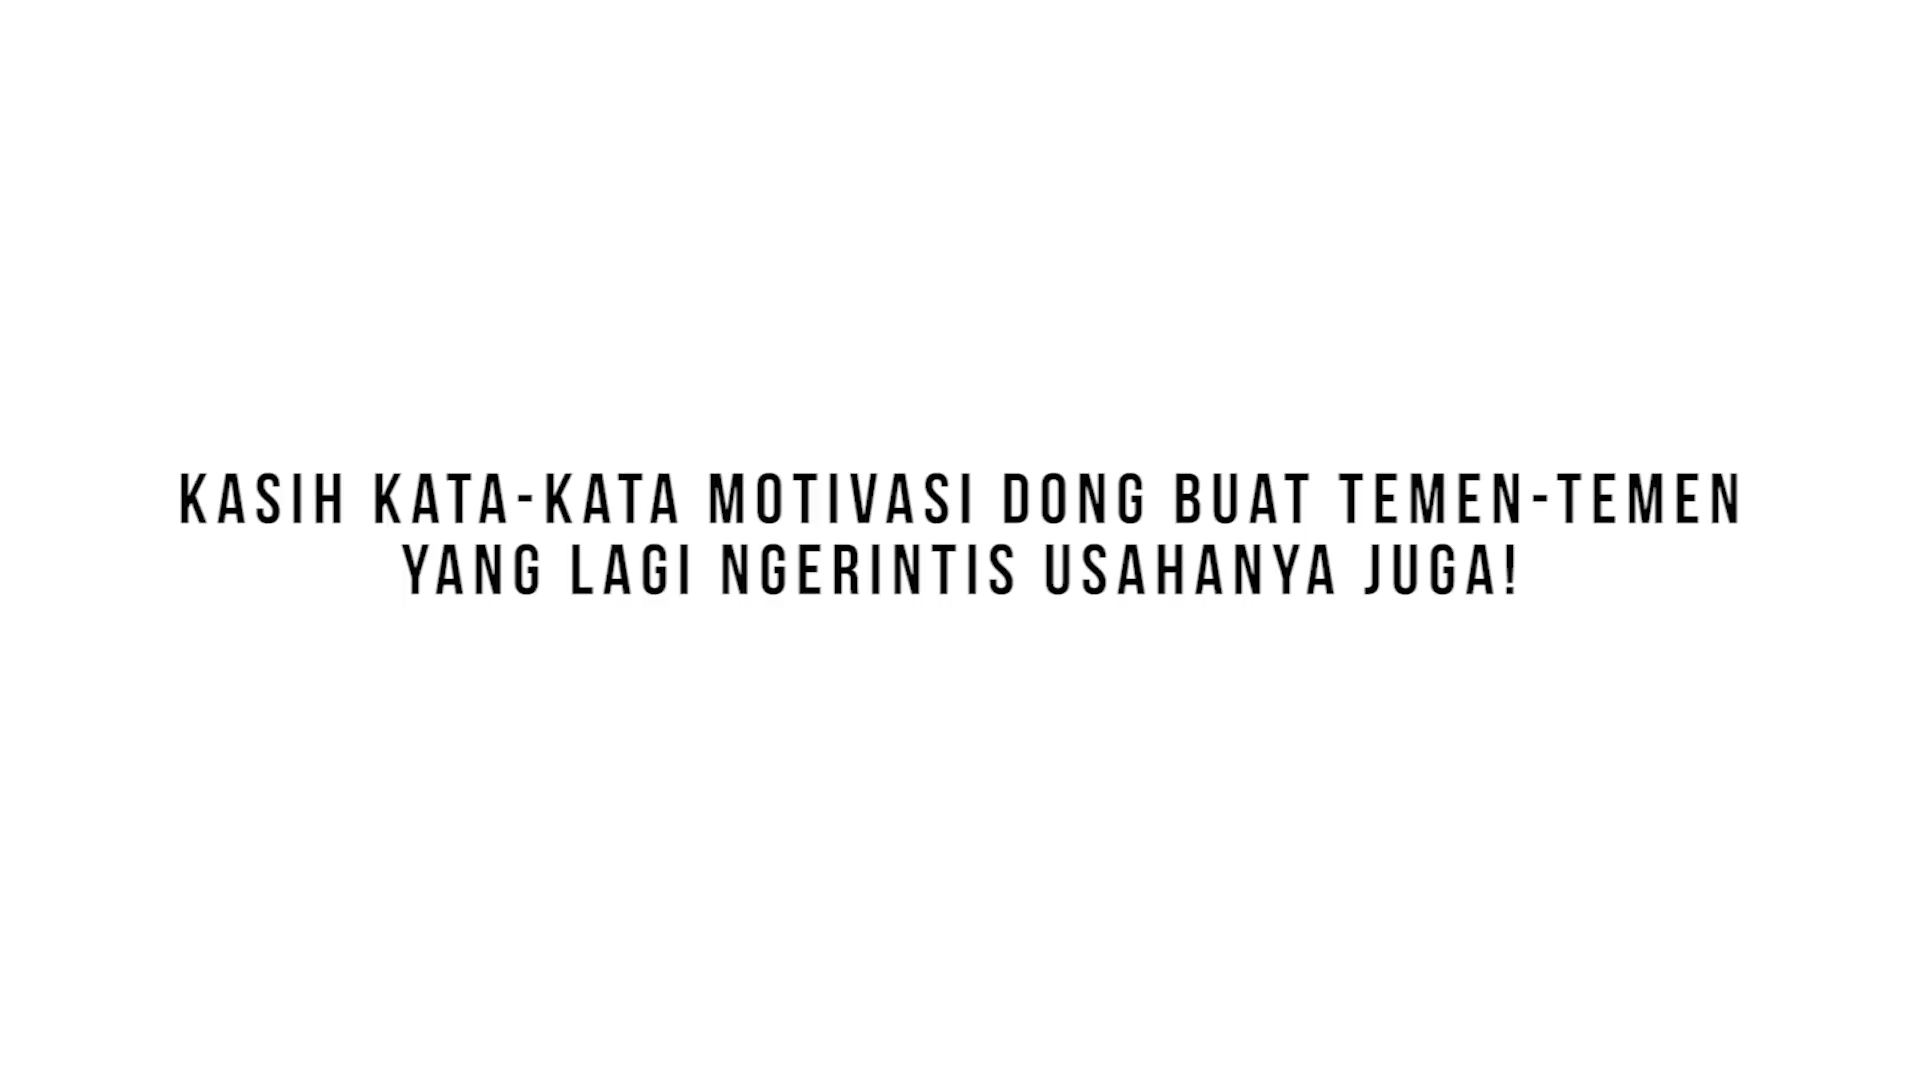 KASIH KATA-KATA MOTIVASI DONG BUAT TEMEN-TEMEN
YANG LAGI NGERINTIS USAHANYA JUGA!